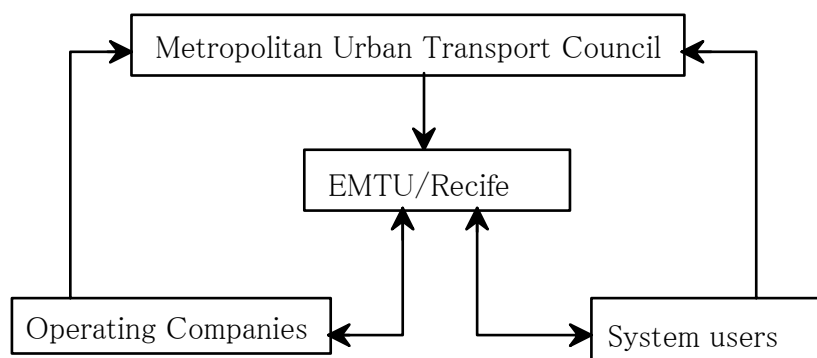 Metropolitan Urban Transport Council
EMTU/Recife
Operating Companies
System users